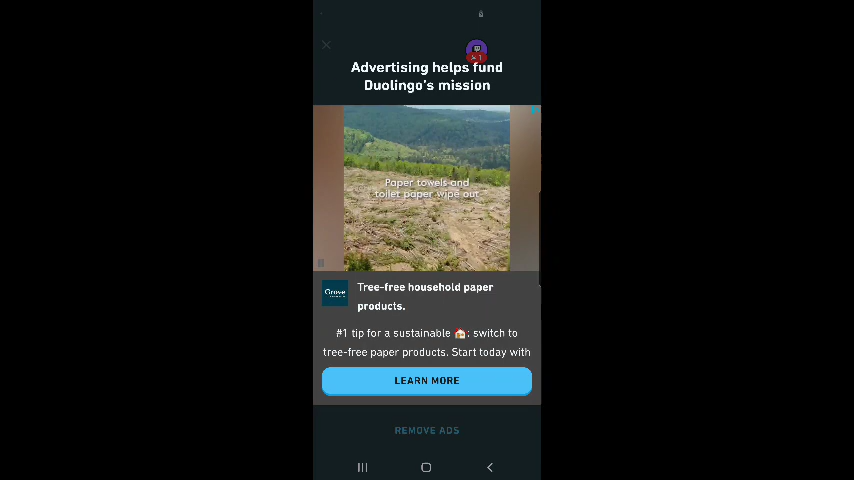 Advertising helps fund
Duolingo's mission
Paper towels and
toilet paper wipe out
Grove
Tree-free household paper
products.
#1 tip for a sustainable 🏠: switch to
tree-free paper products. Start today with
LEARN MORE
REMOVE ADS